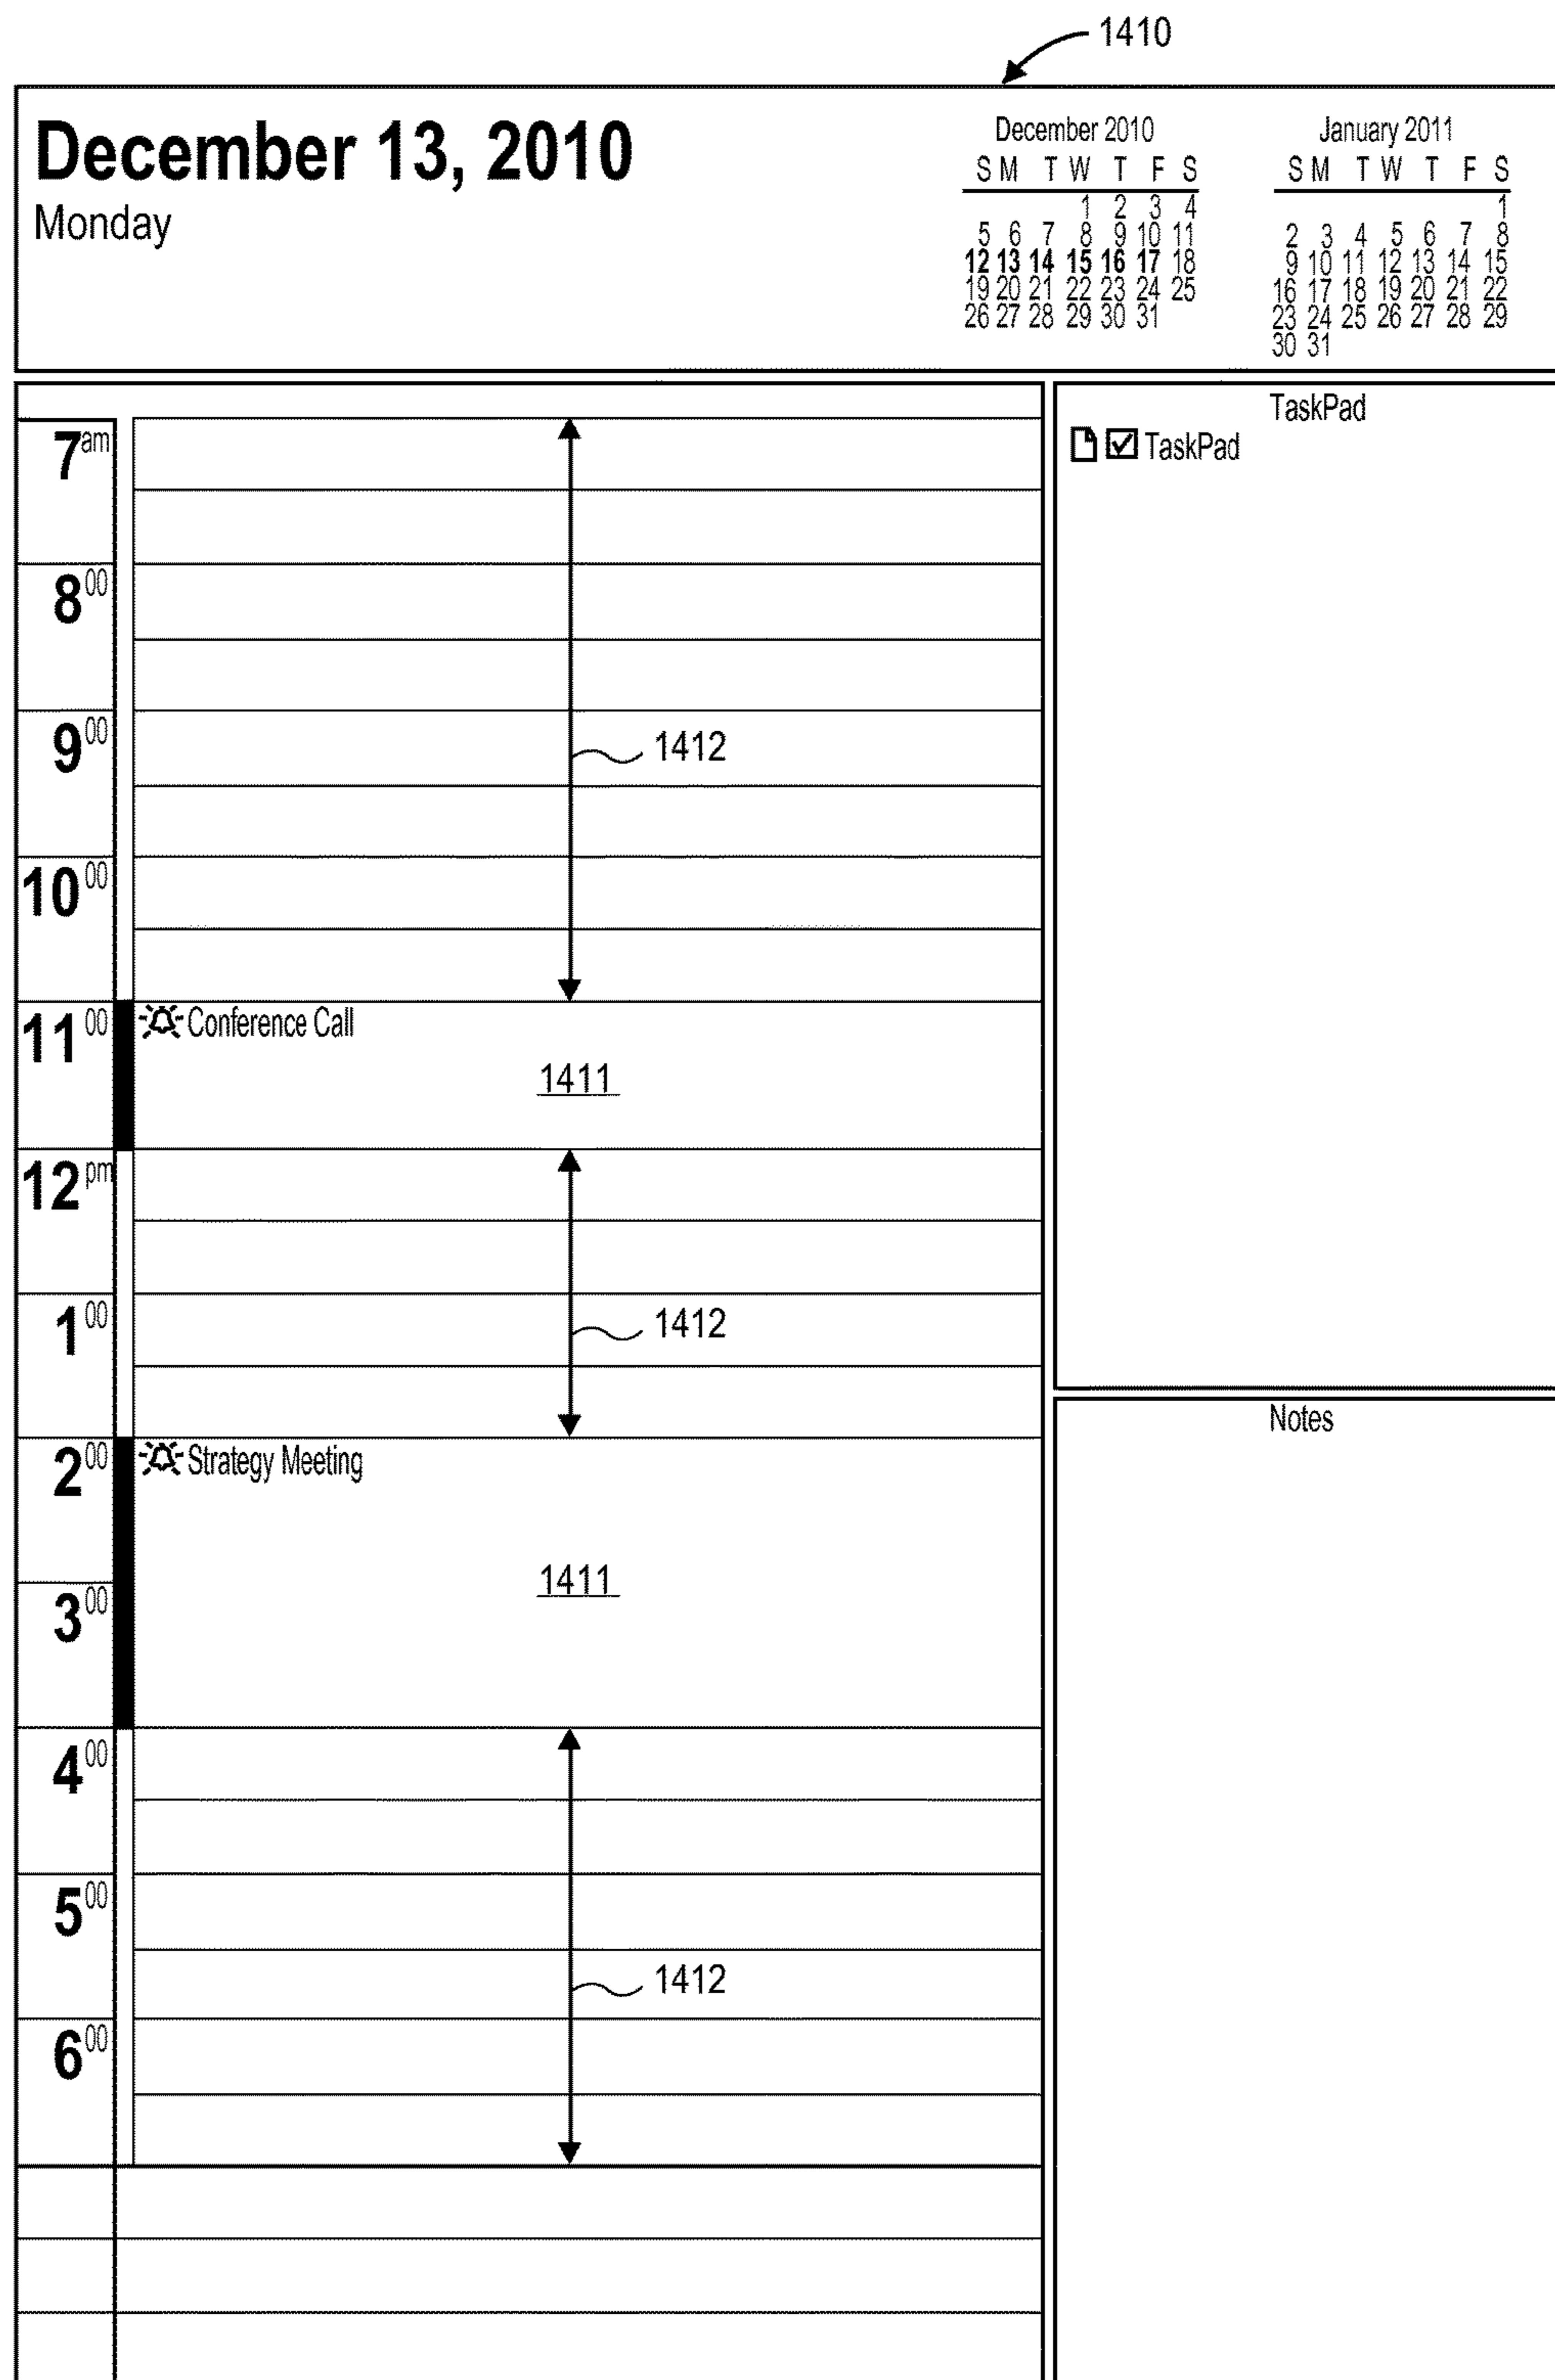 1410
December 13, 2010
Monday
December 2010
S M T W T F S
1 2 3 4
5 6 7 8 9 10 11
12 13 14 15 16 17 18
19 20 21 22 23 24 25
26 27 28 29 30 31
January 2011
S M T W T F S
1
2 3 4 5 6 7 8
9 10 11 12 13 14 15
16 17 18 19 20 21 22
23 24 25 26 27 28 29
30 31
7 am
8 00
9 00
1412
10 00
11 00 Conference Call
1411
12 pm
1 00
1412
2 00 Strategy Meeting
1411
3 00
4 00
5 00
1412
6 00
TaskPad
TaskPad
Notes